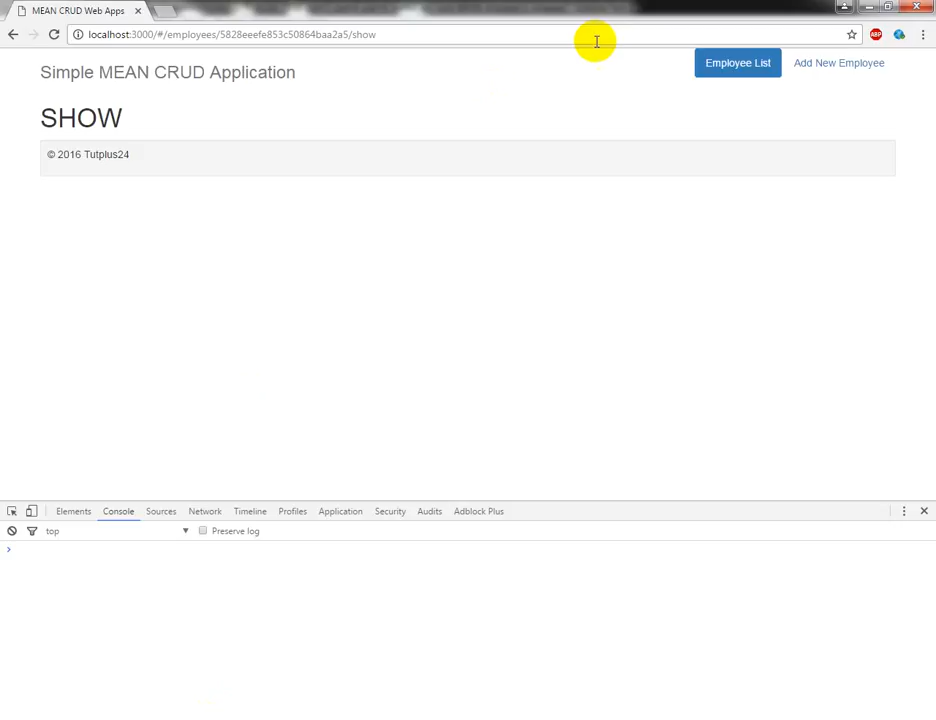 MEAN CRUD Web Apps
localhost:3000/#/employees/5828eeefe853c50864baa2a5/show
ABP
Simple MEAN CRUD Application
Employee List
Add New Employee
SHOW
© 2016 Tutplus24
Elements Console Sources Network Timeline Profiles Application Security Audits Adblock Plus
top
Preserve log